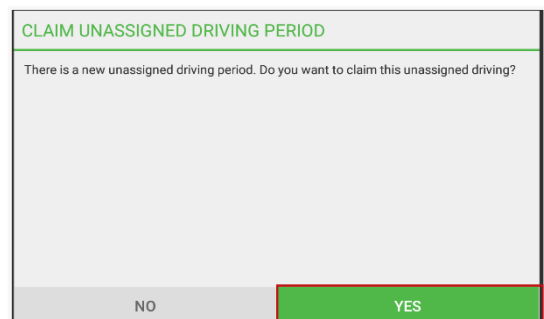 CLAIM UNASSIGNED DRIVING PERIOD
There is a new unassigned driving period. Do you want to claim this unassigned driving?
NO YES